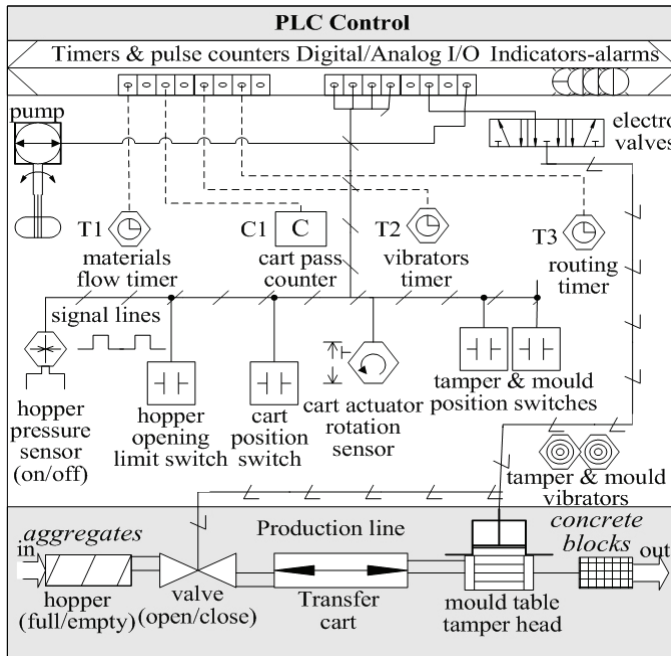 PLC Control
Timers & pulse counters Digital/Analog I/O Indicators-alarms
pump
electro
valves
T1
C1
C
T2
T3
materials
flow timer
cart pass
counter
vibrators
timer
routing
timer
signal lines
hopper
pressure
sensor
(on/off)
hopper
opening
limit switch
cart
position
switch
cart actuator
rotation
sensor
tamper & mould
position switches
tamper & mould
vibrators
aggregates
in
Production line
concrete
blocks
out
hopper
(full/empty)
valve
(open/close)
Transfer
cart
mould table
tamper head